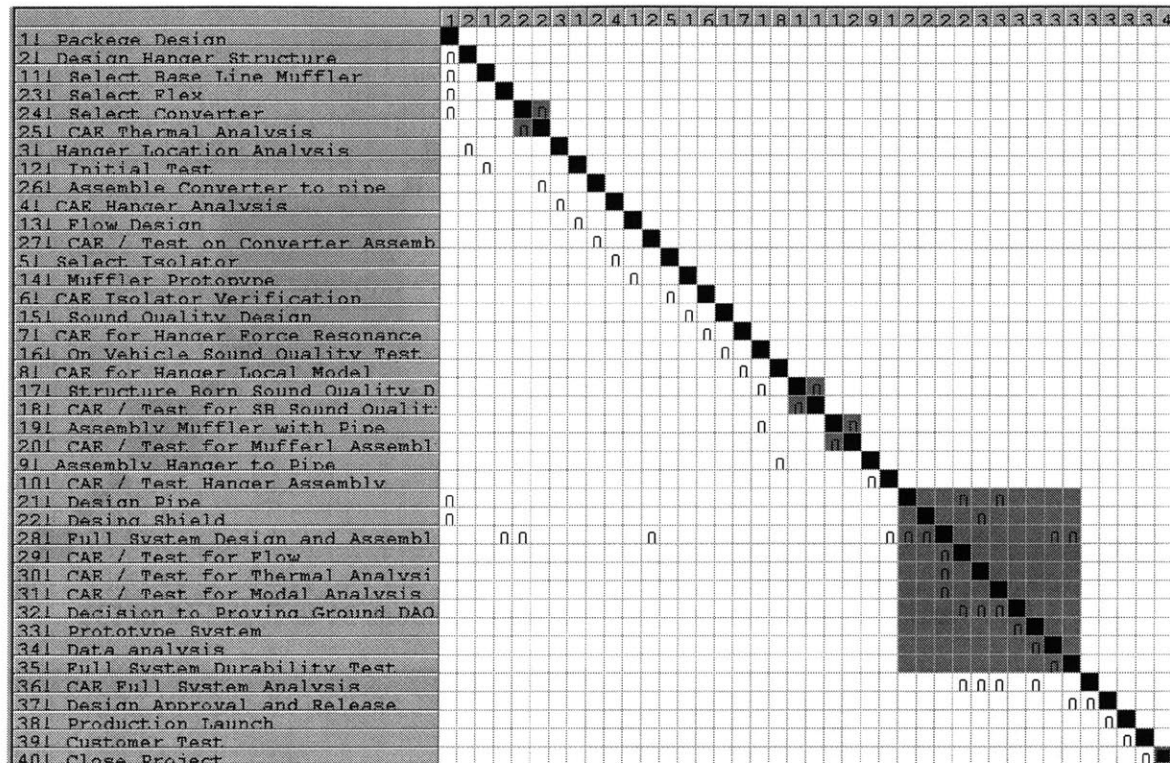 1 2 1 2 2 2 3 1 2 4 1 2 5 1 6 1 7 1 8 1 1 1 2 9 1 2 2 2 2 3 3 3 3 3 3 3 3 3 3 4
1! Packege Design
2! Design Hanger Structure
11! Select Base Line Muffler
23! Select Flex
24! Select Converter
25! CAE Thermal Analysis
3! Hanger Location Analysis
12! Initial Test
26! Assemble Converter to pipe
4! CAE Hanger Analysis
13! Flow Design
27! CAE / Test on Converter Assemb
5! Select Isolator
14! Muffler Protopype
6! CAE Isolator Verification
15! Sound Quality Design
7! CAE for Hanger Force Resonance
16! On Vehicle Sound Quality Test
8! CAE for Hanger Local Model
17! Structure Born Sound Quality D
18! CAE / Test for SB Sound Qualit
19! Assembly Muffler with Pipe
20! CAE / Test for Mufferl Assembl
9! Assembly Hanger to Pipe
10! CAE / Test Hanger Assembly
21! Design Pipe
22! Desing Shield
28! Full System Design and Assembl
29! CAE / Test for Flow
30! CAE / Test for Thermal Analysi
31! CAE / Test for Modal Analysis
32! Decision to Proving Ground DAQ
33! Prototype System
34! Data analysis
35! Full System Durability Test
36! CAE Full System Analysis
37! Design Approval and Release
38! Production Launch
39! Customer Test
40! Close Project